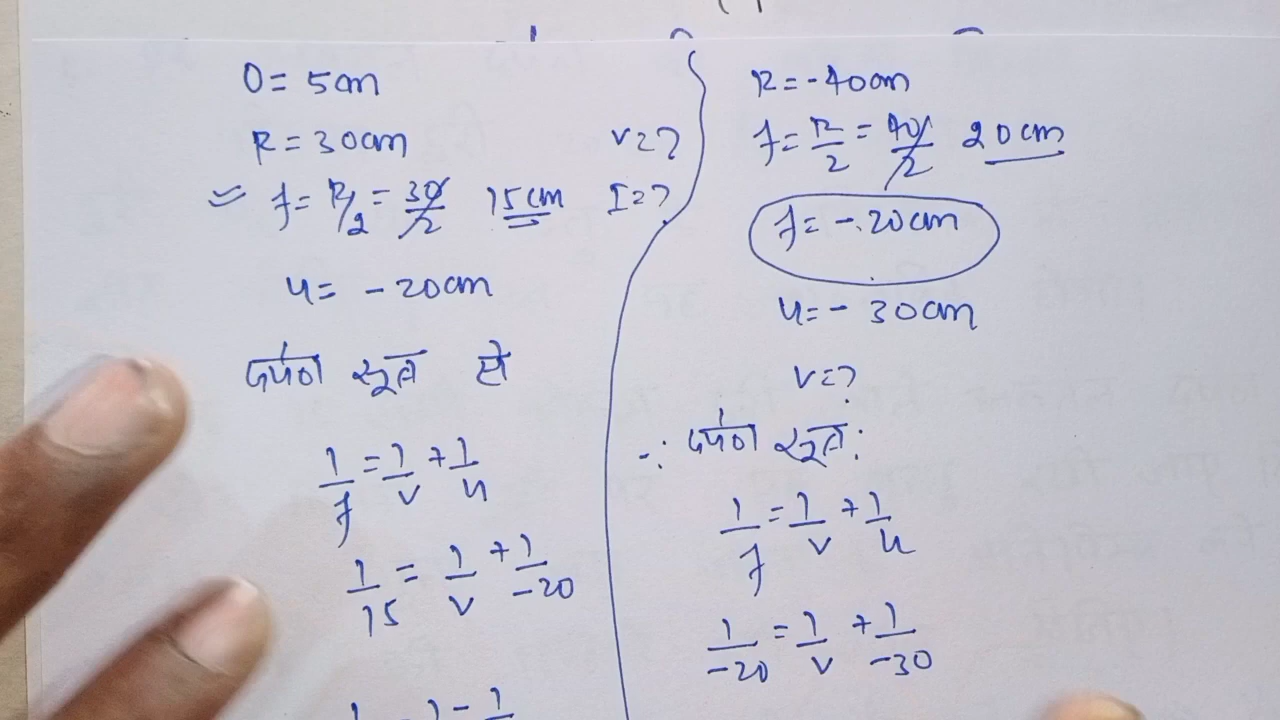 O = 5cm
R = 30cm
v = ?
≈ f = R/2 = 30/2 15cm
I = ?
u = - 20cm
दर्पण सूत्र से
1/f = 1/v + 1/u
1/15 = 1/v + 1/-20
R = - 40cm
f = R/2 = 40/2 20cm
f = - 20cm
u = - 30cm
v = ?
∴ दर्पण सूत्र:
1/f = 1/v + 1/u
1/-20 = 1/v + 1/-30